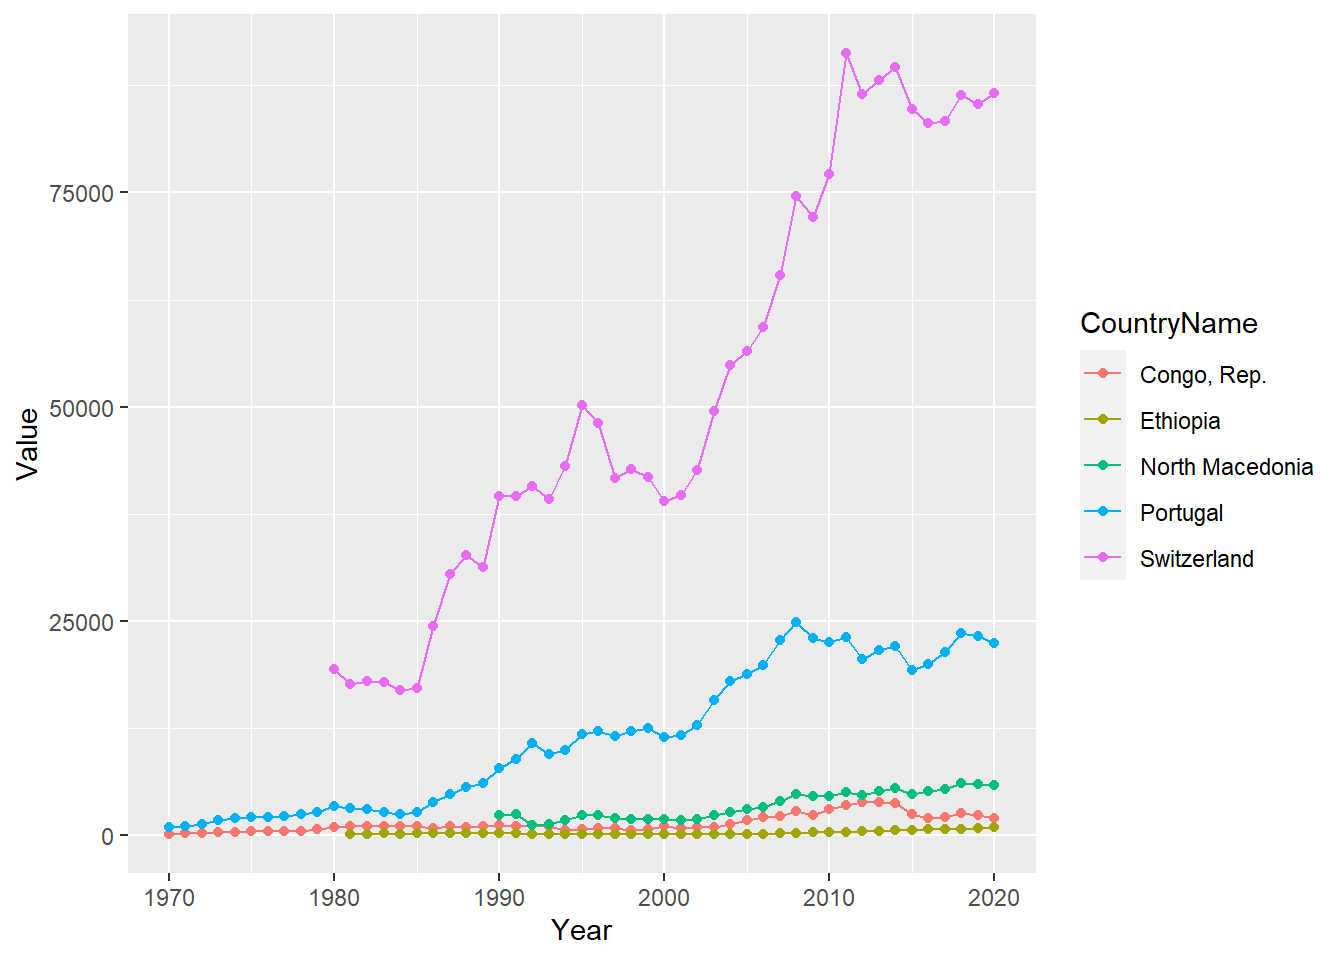 Value
75000
50000
25000
0
1970 1980 1990 2000 2010 2020
Year
CountryName
Congo, Rep.
Ethiopia
North Macedonia
Portugal
Switzerland